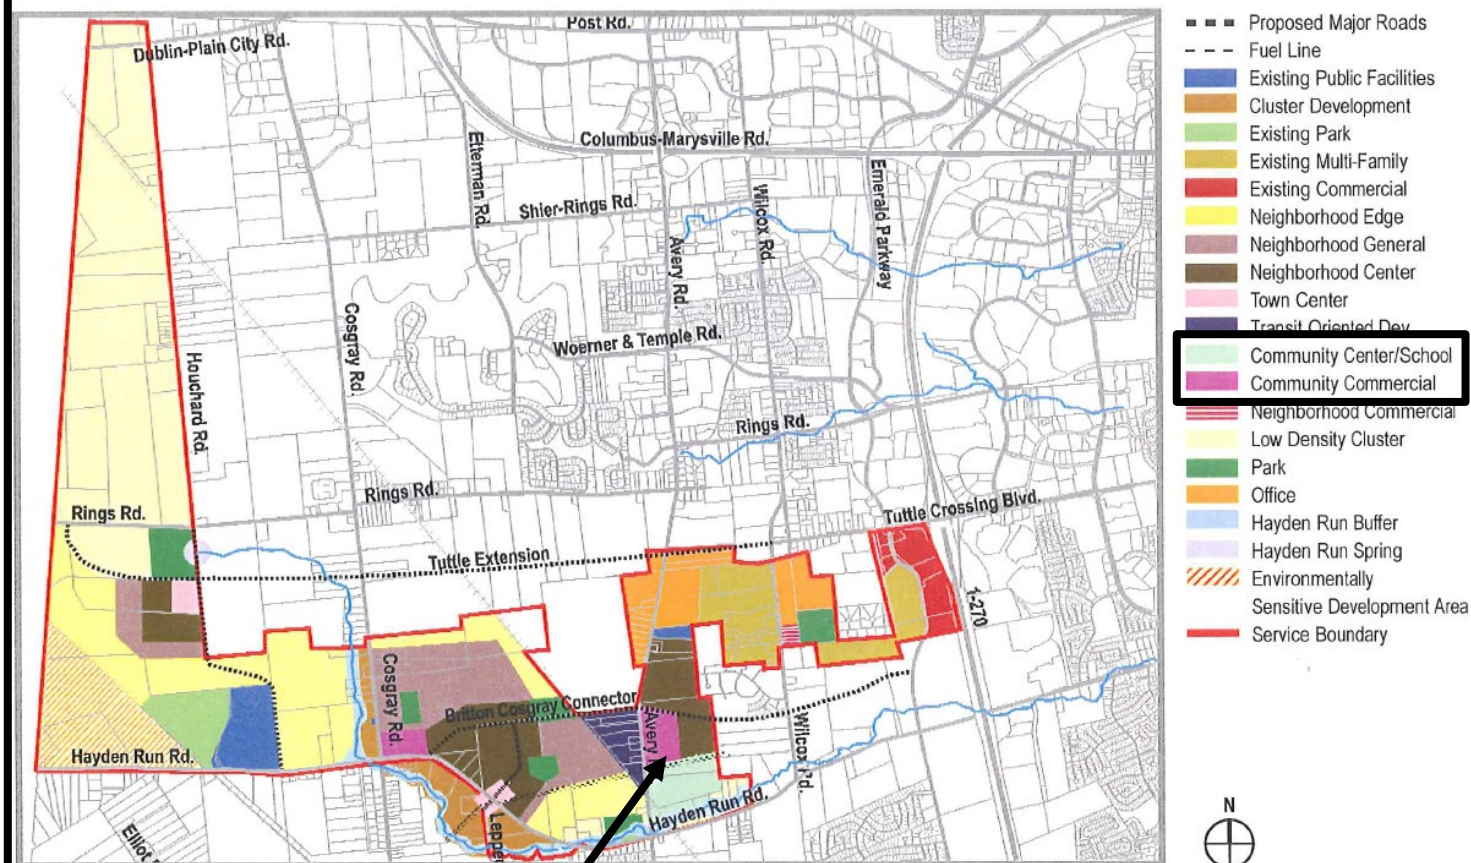 Post Rd.
Dublin-Plain City Rd.
Columbus-Marysville Rd.
Eiterman Rd.
Shier-Rings Rd.
Avery Rd.
Wilcox Rd.
Emerald Parkway
Cosgray Rd.
Houchard Rd.
Woerner & Temple Rd.
Rings Rd.
Rings Rd.
Rings Rd.
Tuttle Crossing Blvd.
Tuttle Extension
1-270
Cosgray Rd.
Britton Cosgray Connector
Avery
Wilcox Rd.
Hayden Run Rd.
Hayden Run Rd.
Proposed Major Roads
Fuel Line
Existing Public Facilities
Cluster Development
Existing Park
Existing Multi-Family
Existing Commercial
Neighborhood Edge
Neighborhood General
Neighborhood Center
Town Center
Transit Oriented Dev
Community Center/School
Community Commercial
Neighborhood Commercial
Low Density Cluster
Park
Office
Hayden Run Buffer
Hayden Run Spring
Environmentally
Sensitive Development Area
Service Boundary
N